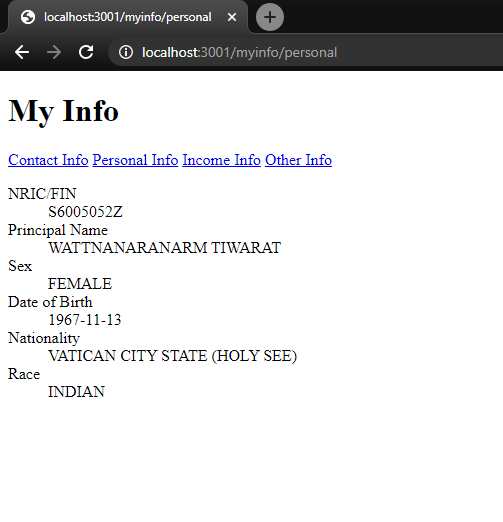 localhost:3001/myinfo/personal
localhost:3001/myinfo/personal
My Info
Contact Info Personal Info Income Info Other Info
NRIC/FIN
S6005052Z
Principal Name
WATTNANARANARM TIWARAT
Sex
FEMALE
Date of Birth
1967-11-13
Nationality
VATICAN CITY STATE (HOLY SEE)
Race
INDIAN